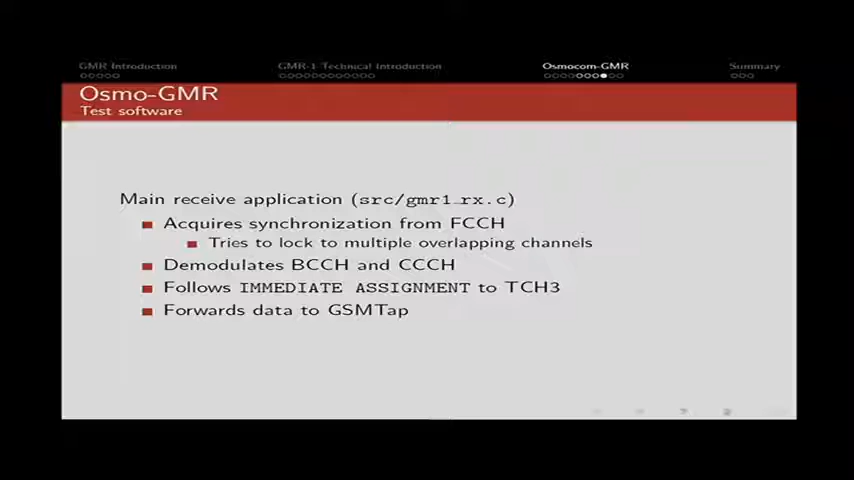 GMR Introduction
GMR-1 Technical Introduction
Osmocom-GMR
Summary
Osmo-GMR
Test software
Main receive application (src/gmr1_rx.c)
Acquires synchronization from FCCH
Tries to lock to multiple overlapping channels
Demodulates BCCH and CCCH
Follows IMMEDIATE ASSIGNMENT to TCH3
Forwards data to GSMTap